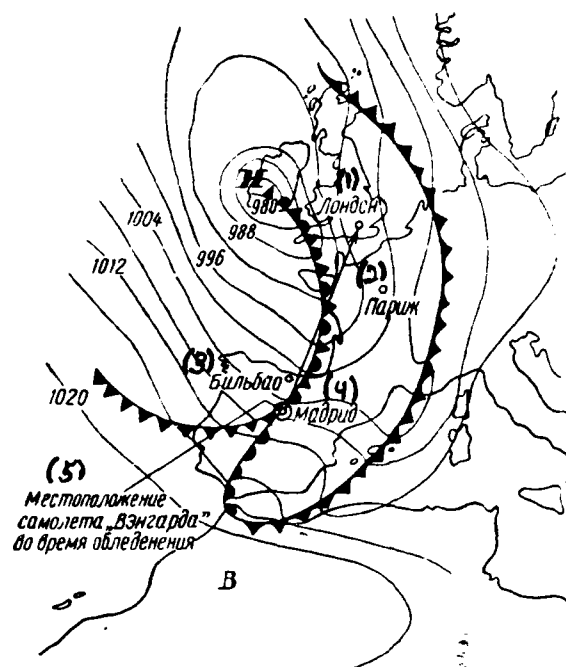 (1)
Н
980
Лондон
1004
988
996
1012
(2)
Париж
(3)
Бильбао
(4)
1020
Мадрид
(5)
Местоположение
самолета „Вэнгарда”
во время обледенения
В